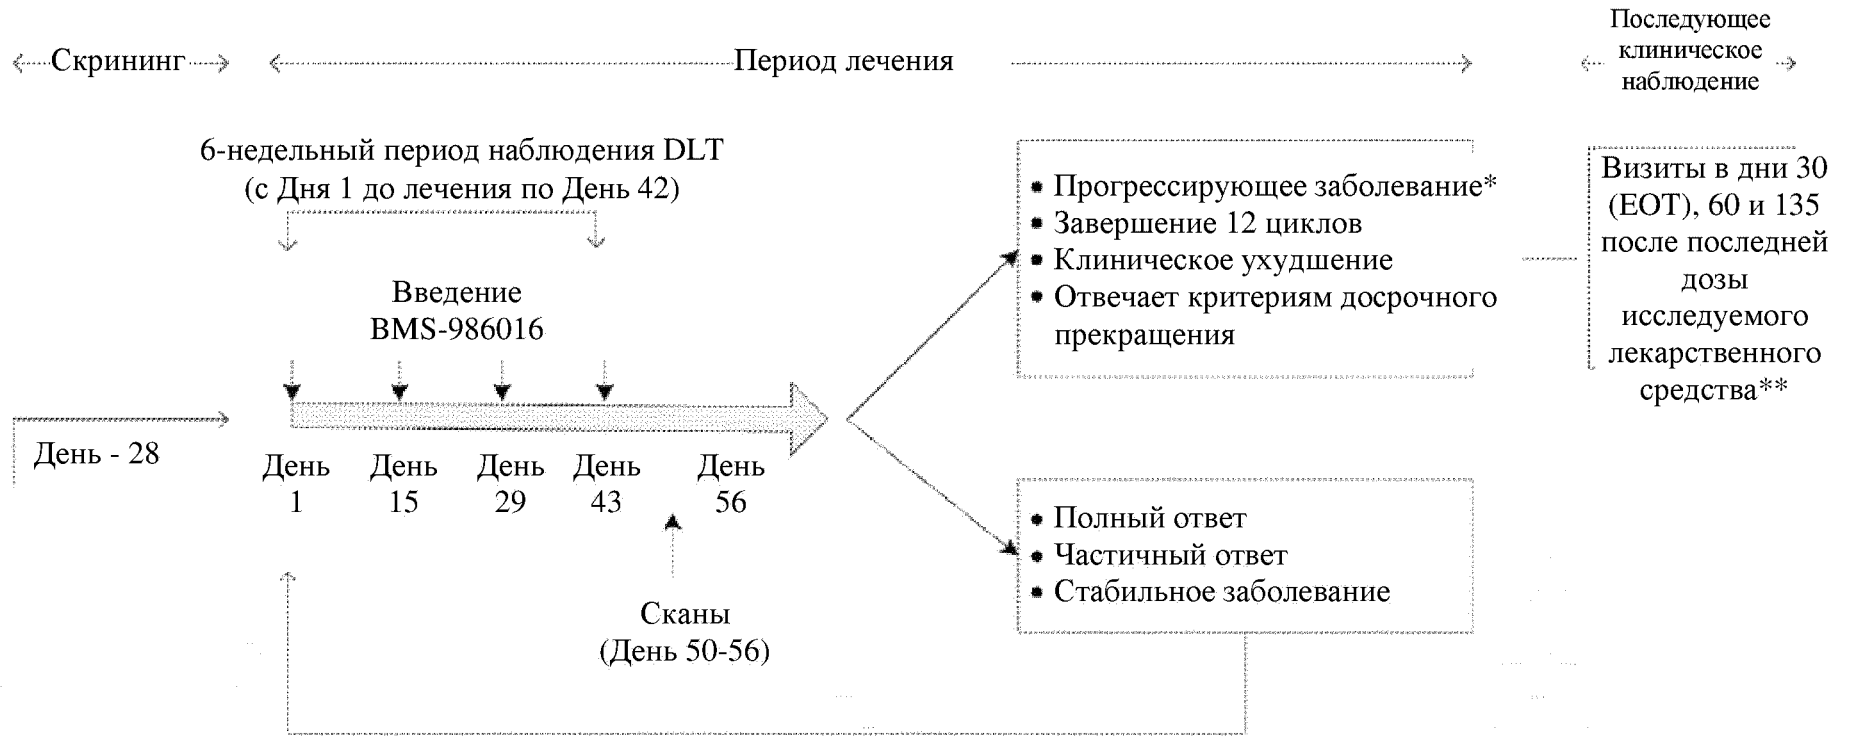 Скрининг
Период лечения
Последующее
клиническое
наблюдение
6-недельный период наблюдения DLT
(с Дня 1 до лечения по День 42)
Введение
BMS-986016
День - 28
День
1
День
15
День
29
День
43
День
56
Сканы
(День 50-56)
• Прогрессирующее заболевание*
• Завершение 12 циклов
• Клиническое ухудшение
• Отвечает критериям досрочного
прекращения
• Полный ответ
• Частичный ответ
• Стабильное заболевание
Визиты в дни 30
(EOT), 60 и 135
после последней
дозы
исследуемого
лекарственного
средства**